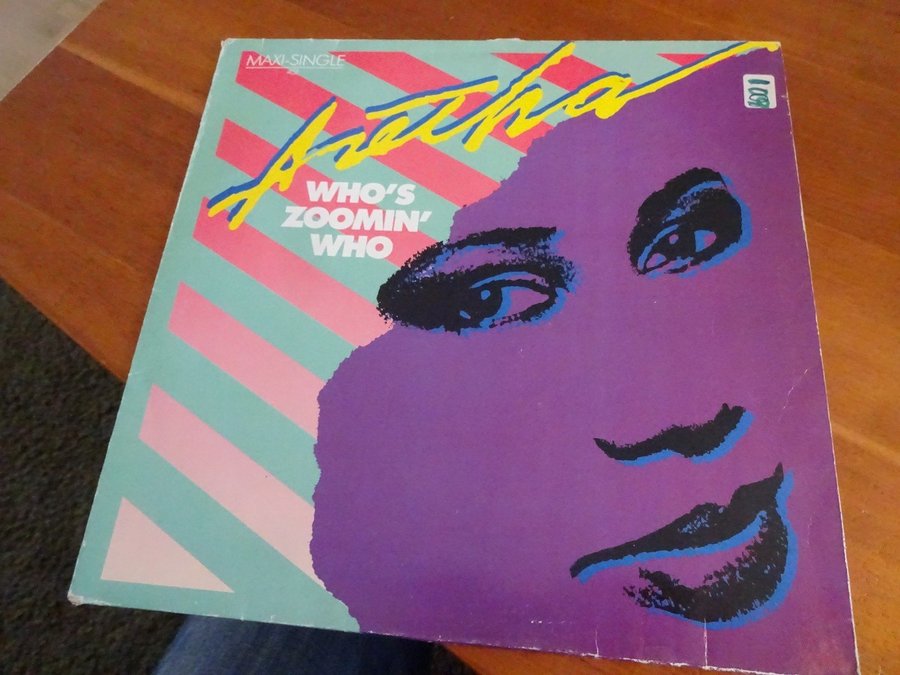 MAXI-SINGLE
Aretha
WHO'S
ZOOMIN'
WHO